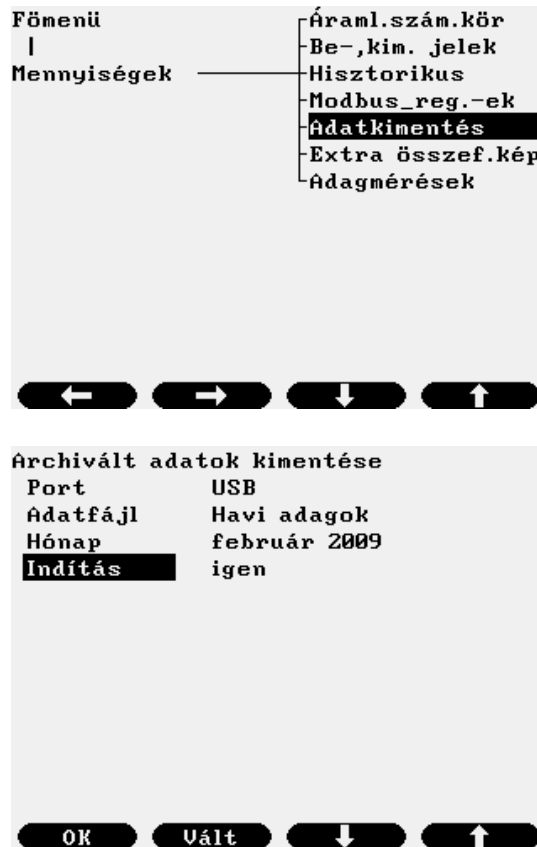 Főmenü
Áraml.szám.kör
Be-,kim. jelek
Mennyiségek
Hisztorikus
Modbus_reg.-ek
Adatkimentés
Extra összef.kép
Adagmérések
Archivált adatok kimentése
Port USB
Adatfájl Havi adagok
Hónap február 2009
Indítás igen
OK Vált